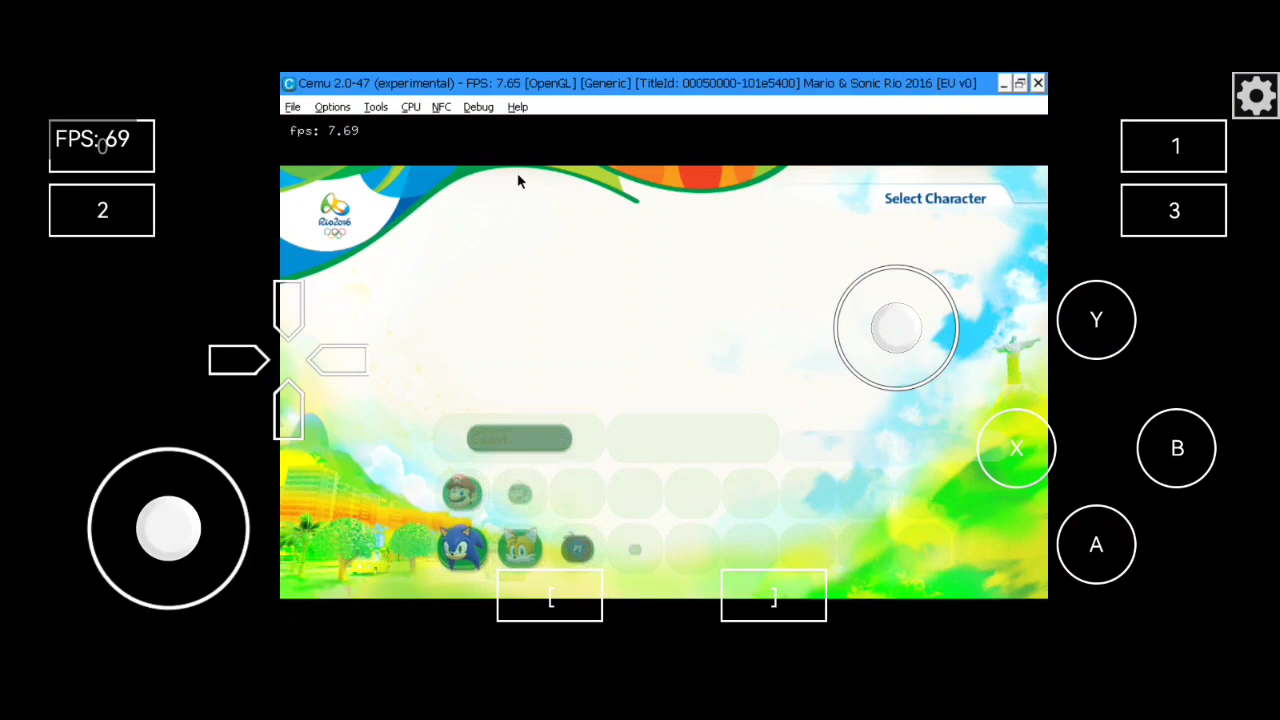 Cemu 2.0-47 (experimental) - FPS: 7.65 [OpenGL] [Generic] [TitleId: 00050000-101e5400] Mario & Sonic Rio 2016 [EU v0]
File Options Tools CPU NFC Debug Help
fps: 7.69
FPS: 69
0
1
2
3
Rio2016
Select Character
Y
X
B
A
[
]